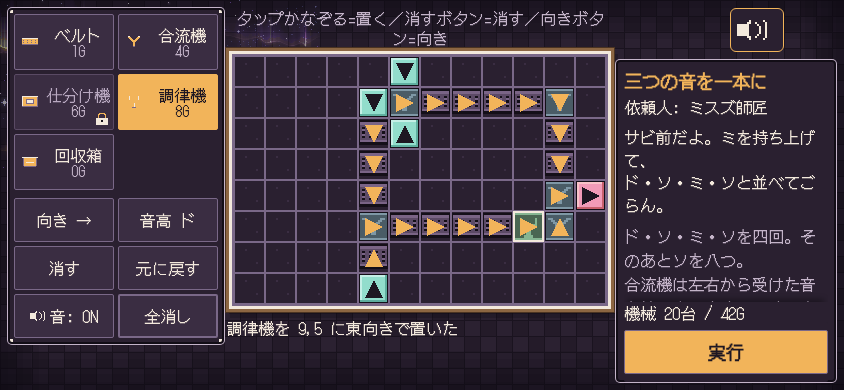 ベルト
1G
合流機
4G
仕分け機
6G
調律機
8G
回収箱
0G
向き →
音高 ド
消す
元に戻す
音: ON
全消し
タップかなぞる=置く／消すボタン=消す／向きボタ
ン=向き
調律機を 9,5 に東向きで置いた
三つの音を一本に
依頼人: ミスズ師匠
サビ前だよ。ミを持ち上げ
て、
ド・ソ・ミ・ソと並べてご
らん。
ド・ソ・ミ・ソを四回。そ
のあとソを八つ。
合流機は左右から受けた音
機械 20台 / 42G
実行